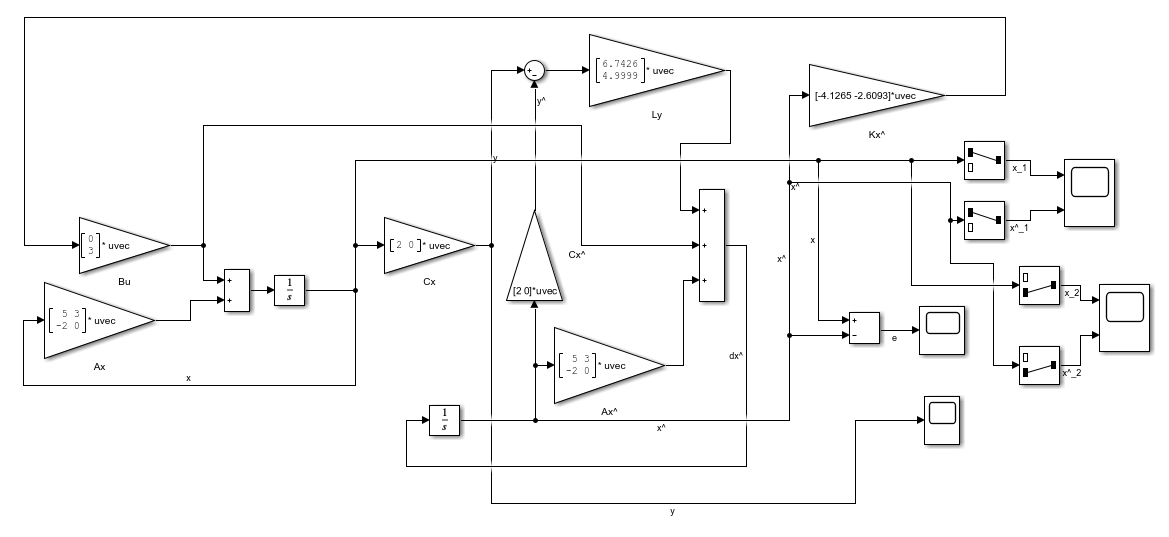 6.7426
4.9999
* uvec
Ly
[-4.1265 -2.6093]*uvec
Kx^
+
−
y^
y
x^
x_1
x^_1
0
3
* uvec
Bu
[ 2 0 ]* uvec
Cx
Cx^
[2 0]*uvec
+
+
+
+
+
1
s
x
x^
x_2
5 3
-2 0
* uvec
Ax
5 3
-2 0
* uvec
Ax^
+
−
e
dx^
x^_2
x
1
s
x^
y